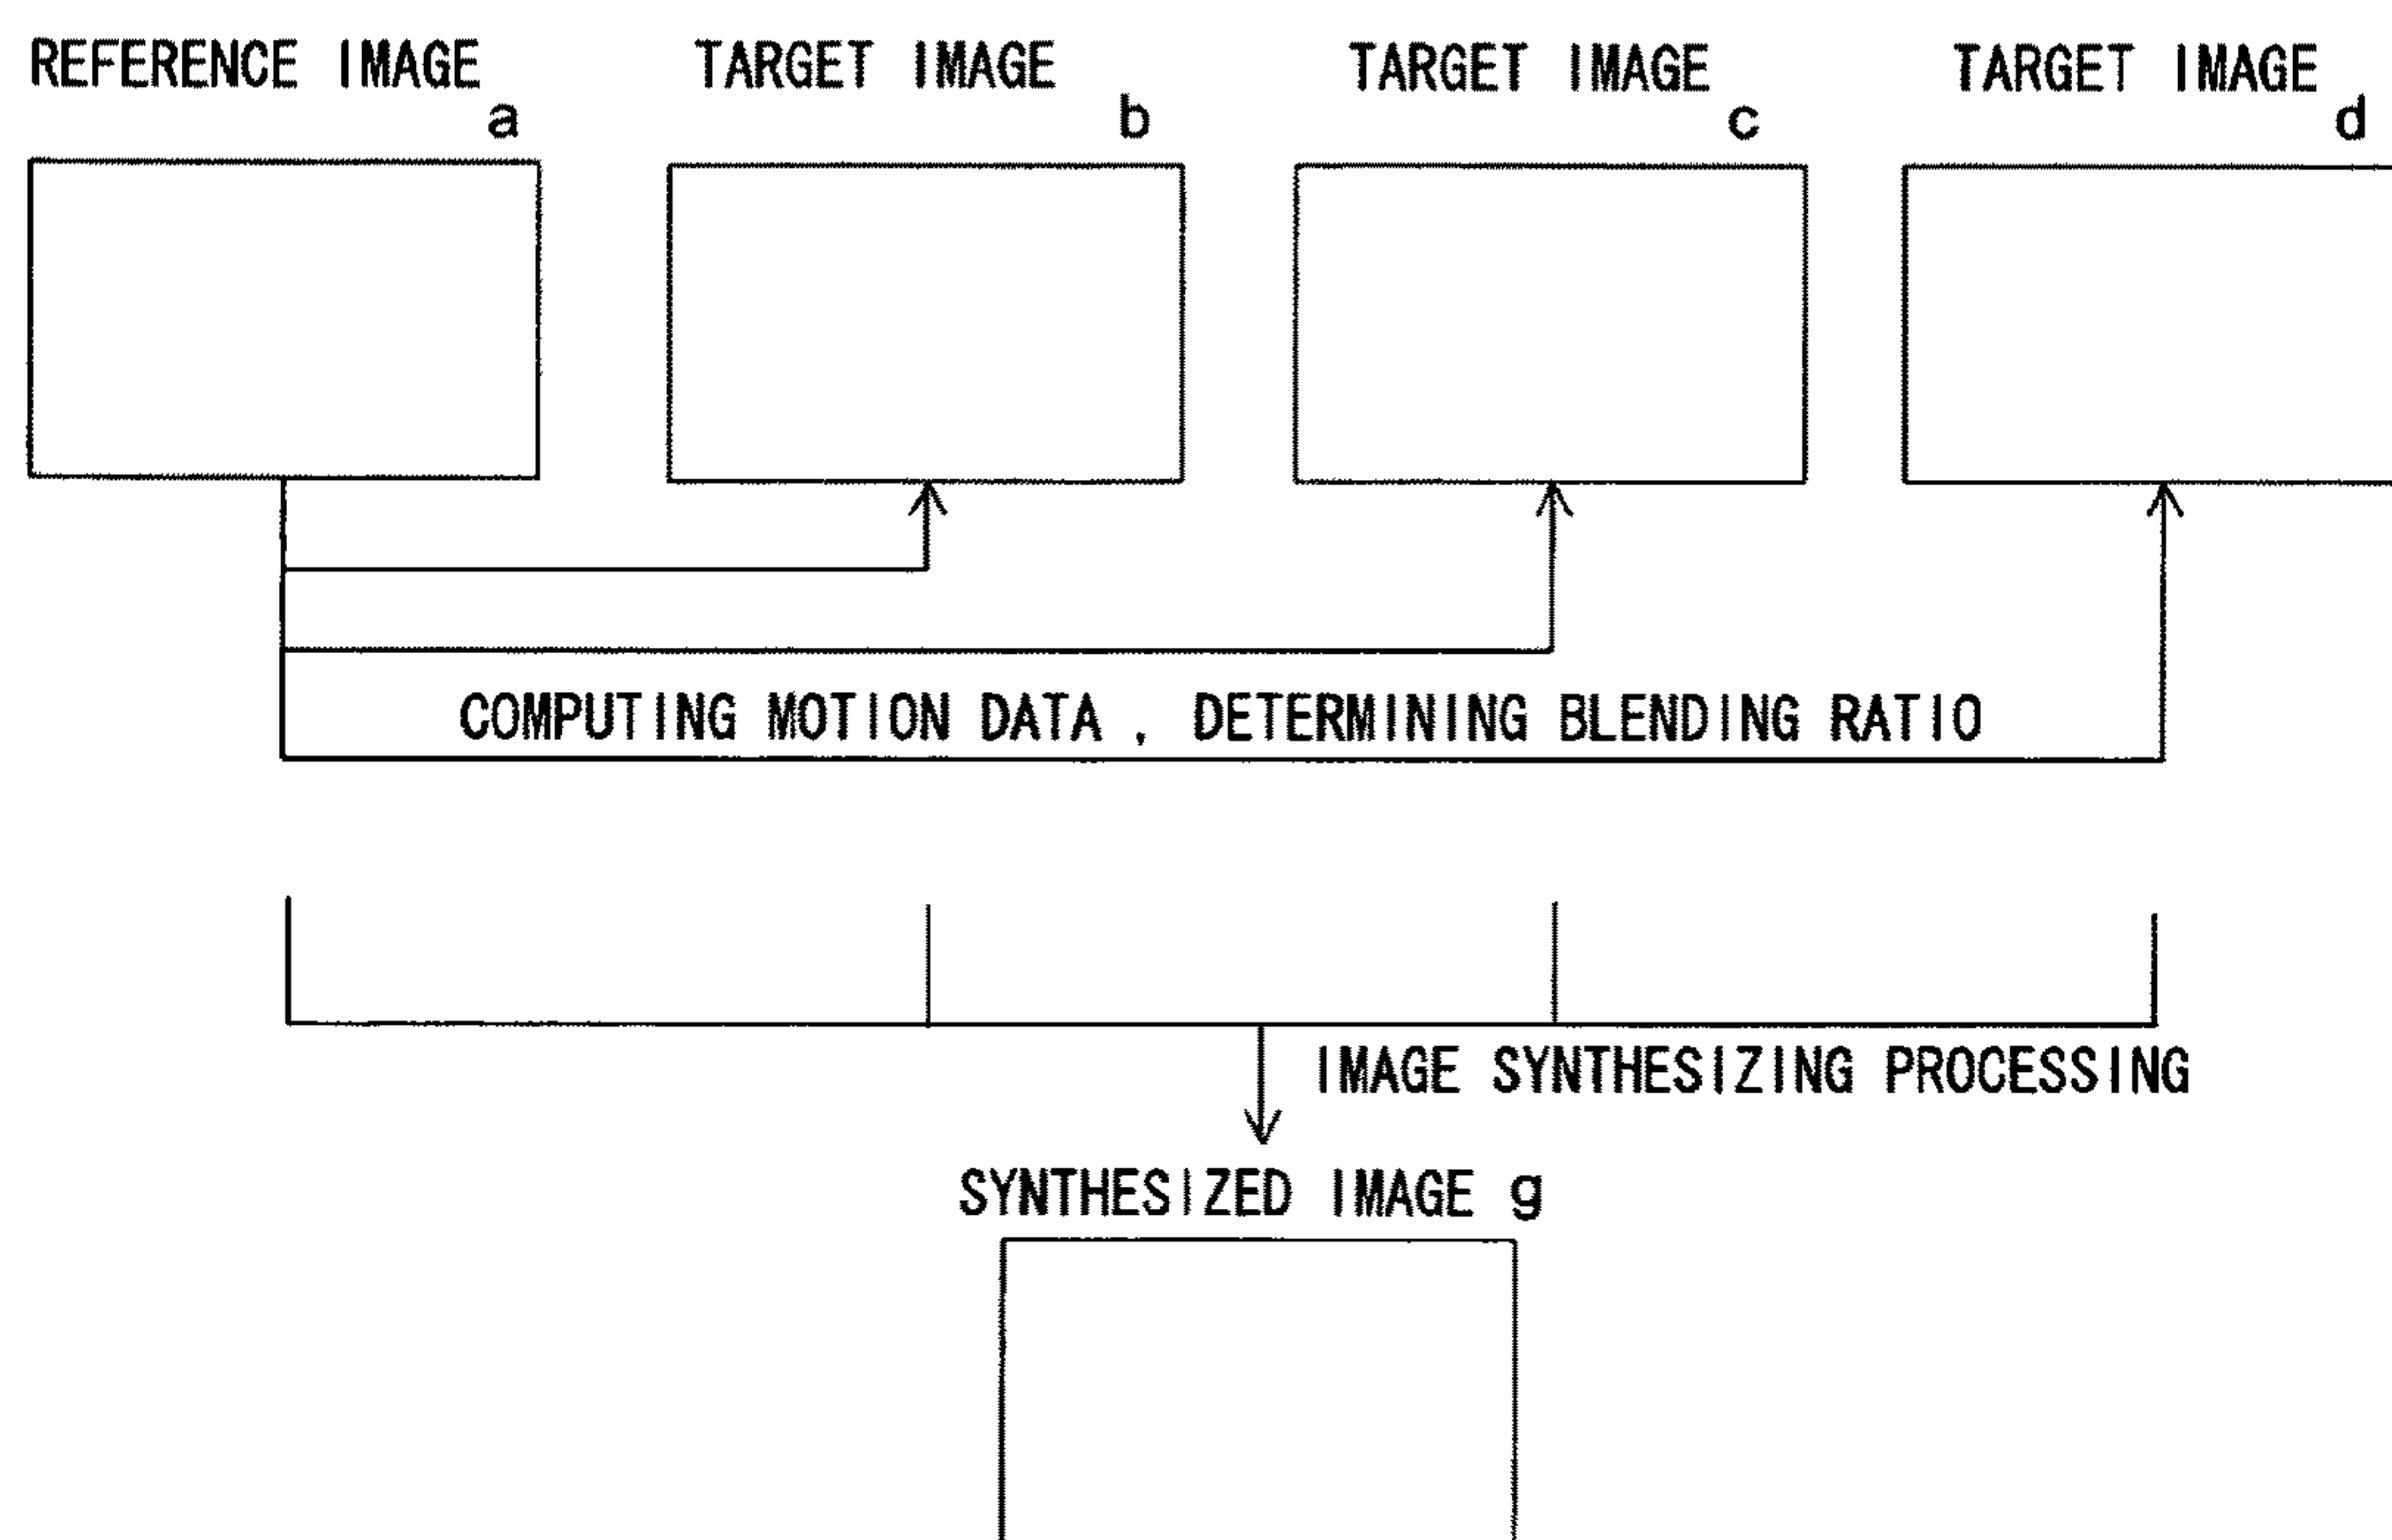 REFERENCE IMAGE a
TARGET IMAGE b
TARGET IMAGE c
TARGET IMAGE d
COMPUTING MOTION DATA , DETERMINING BLENDING RATIO
IMAGE SYNTHESIZING PROCESSING
SYNTHESIZED IMAGE g